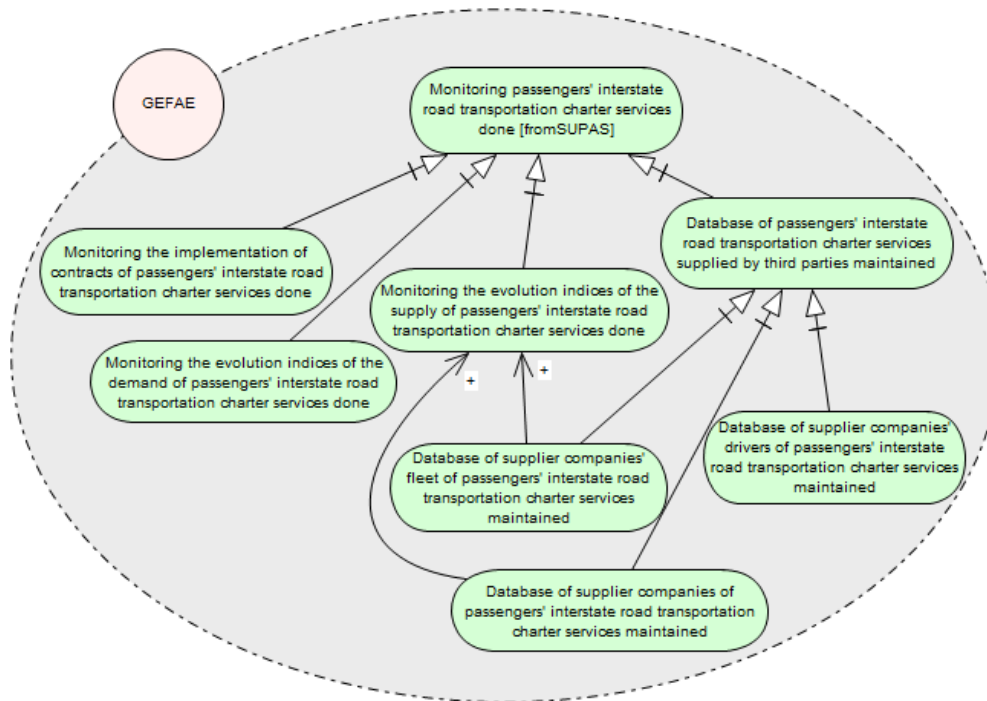 GEFAE
Monitoring passengers' interstate
road transportation charter services
done [fromSUPAS]
Monitoring the implementation of
contracts of passengers' interstate road
transportation charter services done
Database of passengers' interstate
road transportation charter services
supplied by third parties maintained
Monitoring the evolution indices of the
supply of passengers' interstate road
transportation charter services done
Monitoring the evolution indices of the
demand of passengers' interstate road
transportation charter services done
+
+
Database of supplier companies'
fleet of passengers' interstate road
transportation charter services
maintained
Database of supplier companies'
drivers of passengers' interstate
road transportation charter services
maintained
Database of supplier companies of
passengers' interstate road transportation
charter services maintained